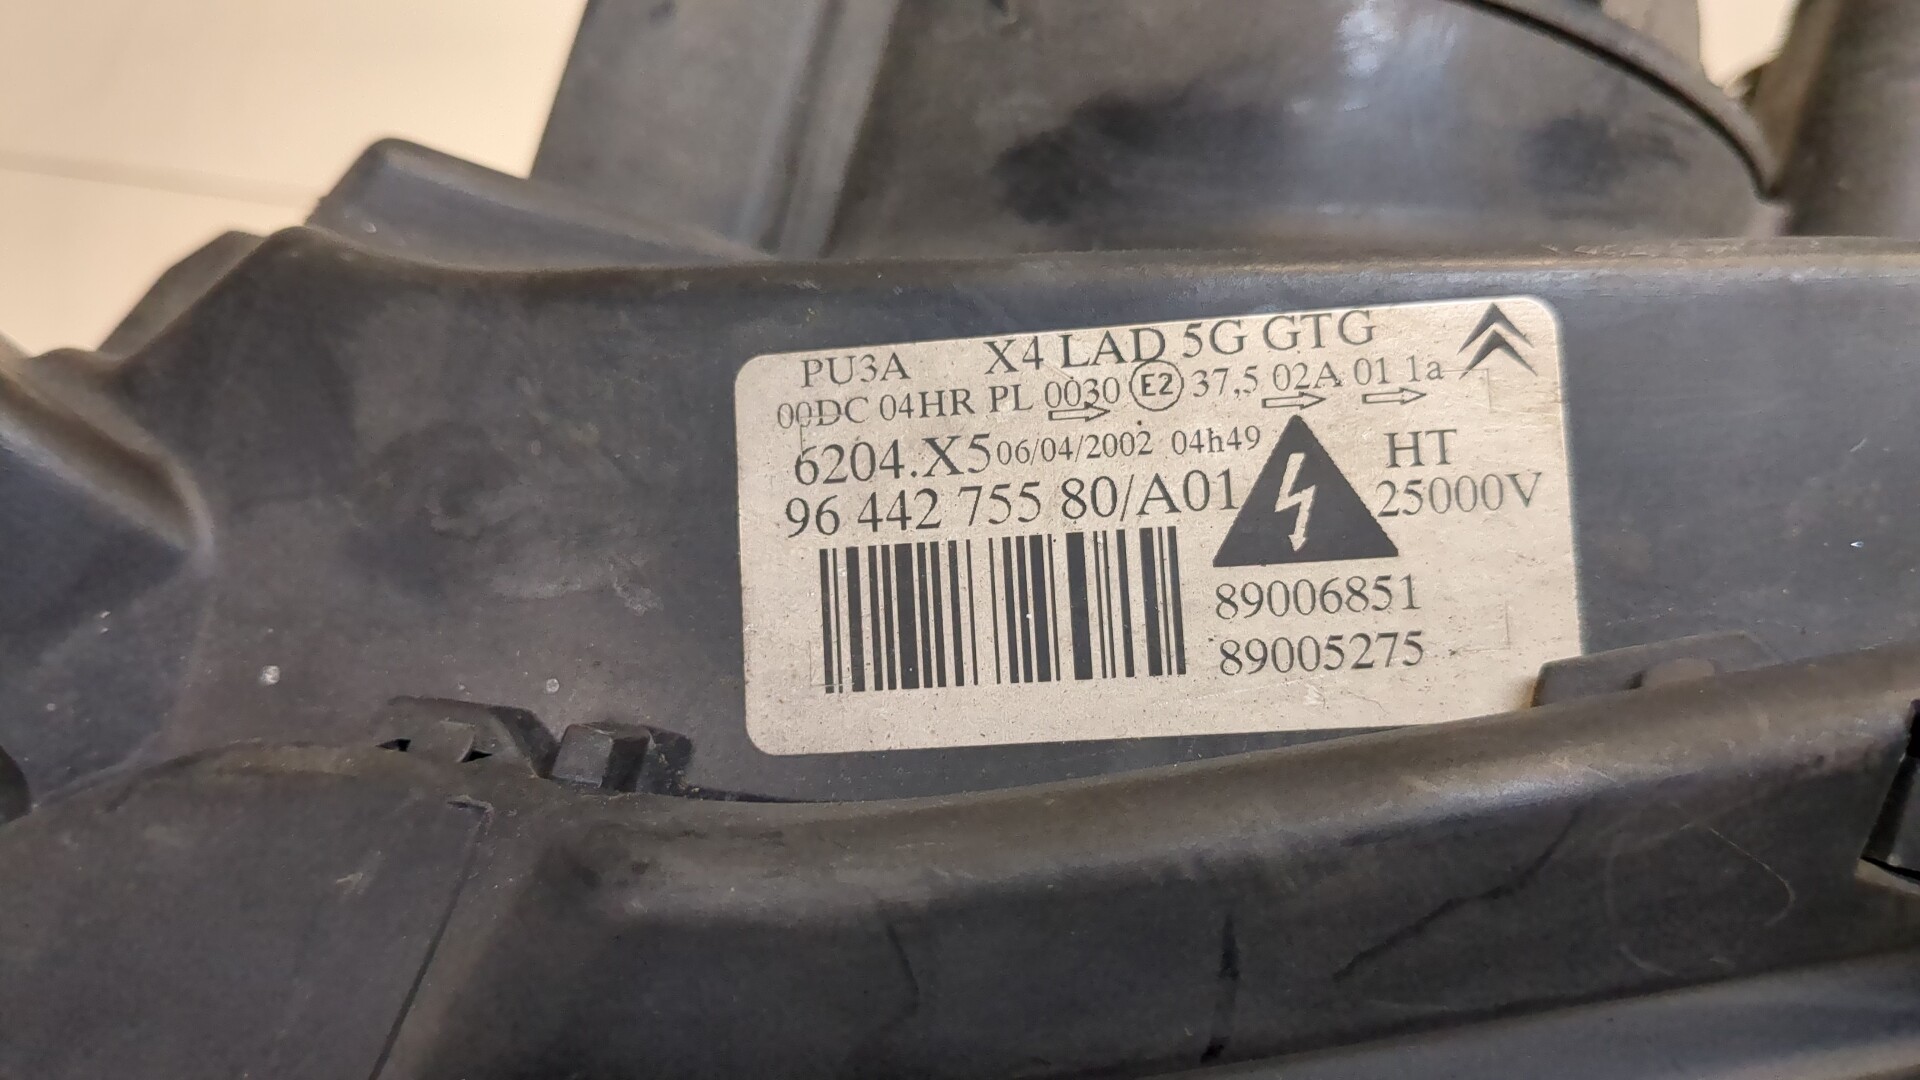 PU3A X4 LAD 5G GTG
00DC 04HR PL 0030 E2 37,5 02A 01 1a
6204.X5 06/04/2002 04h49
96 442 755 80/A01
HT
25000V
89006851
89005275